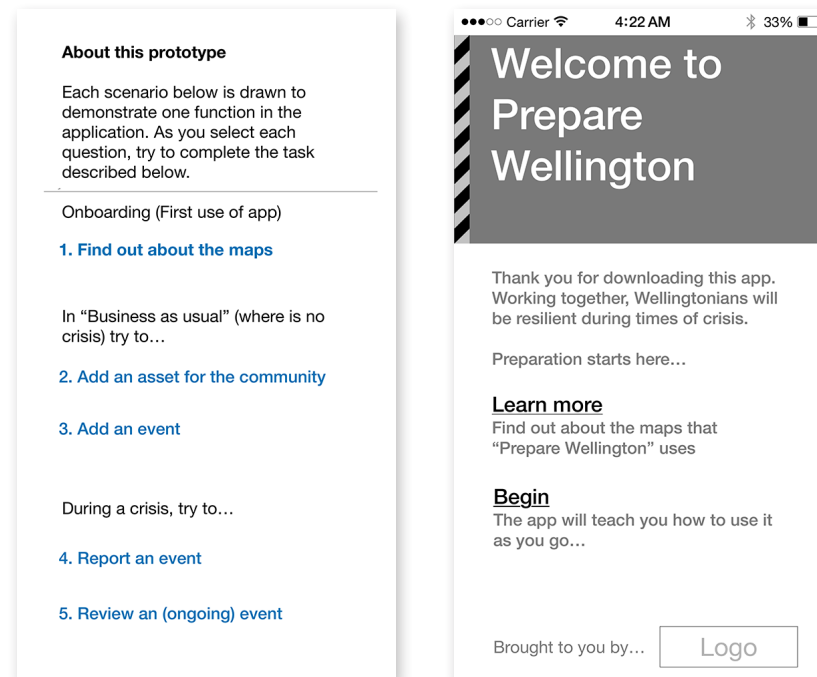 About this prototype
Each scenario below is drawn to
demonstrate one function in the
application. As you select each
question, try to complete the task
described below.
Onboarding (First use of app)
1. Find out about the maps
In “Business as usual” (where is no
crisis) try to…
2. Add an asset for the community
3. Add an event
During a crisis, try to…
4. Report an event
5. Review an (ongoing) event
Carrier 4:22 AM 33%
Welcome to
Prepare
Wellington
Thank you for downloading this app.
Working together, Wellingtonians will
be resilient during times of crisis.
Preparation starts here…
Learn more
Find out about the maps that
“Prepare Wellington” uses
Begin
The app will teach you how to use it
as you go…
Brought to you by… Logo